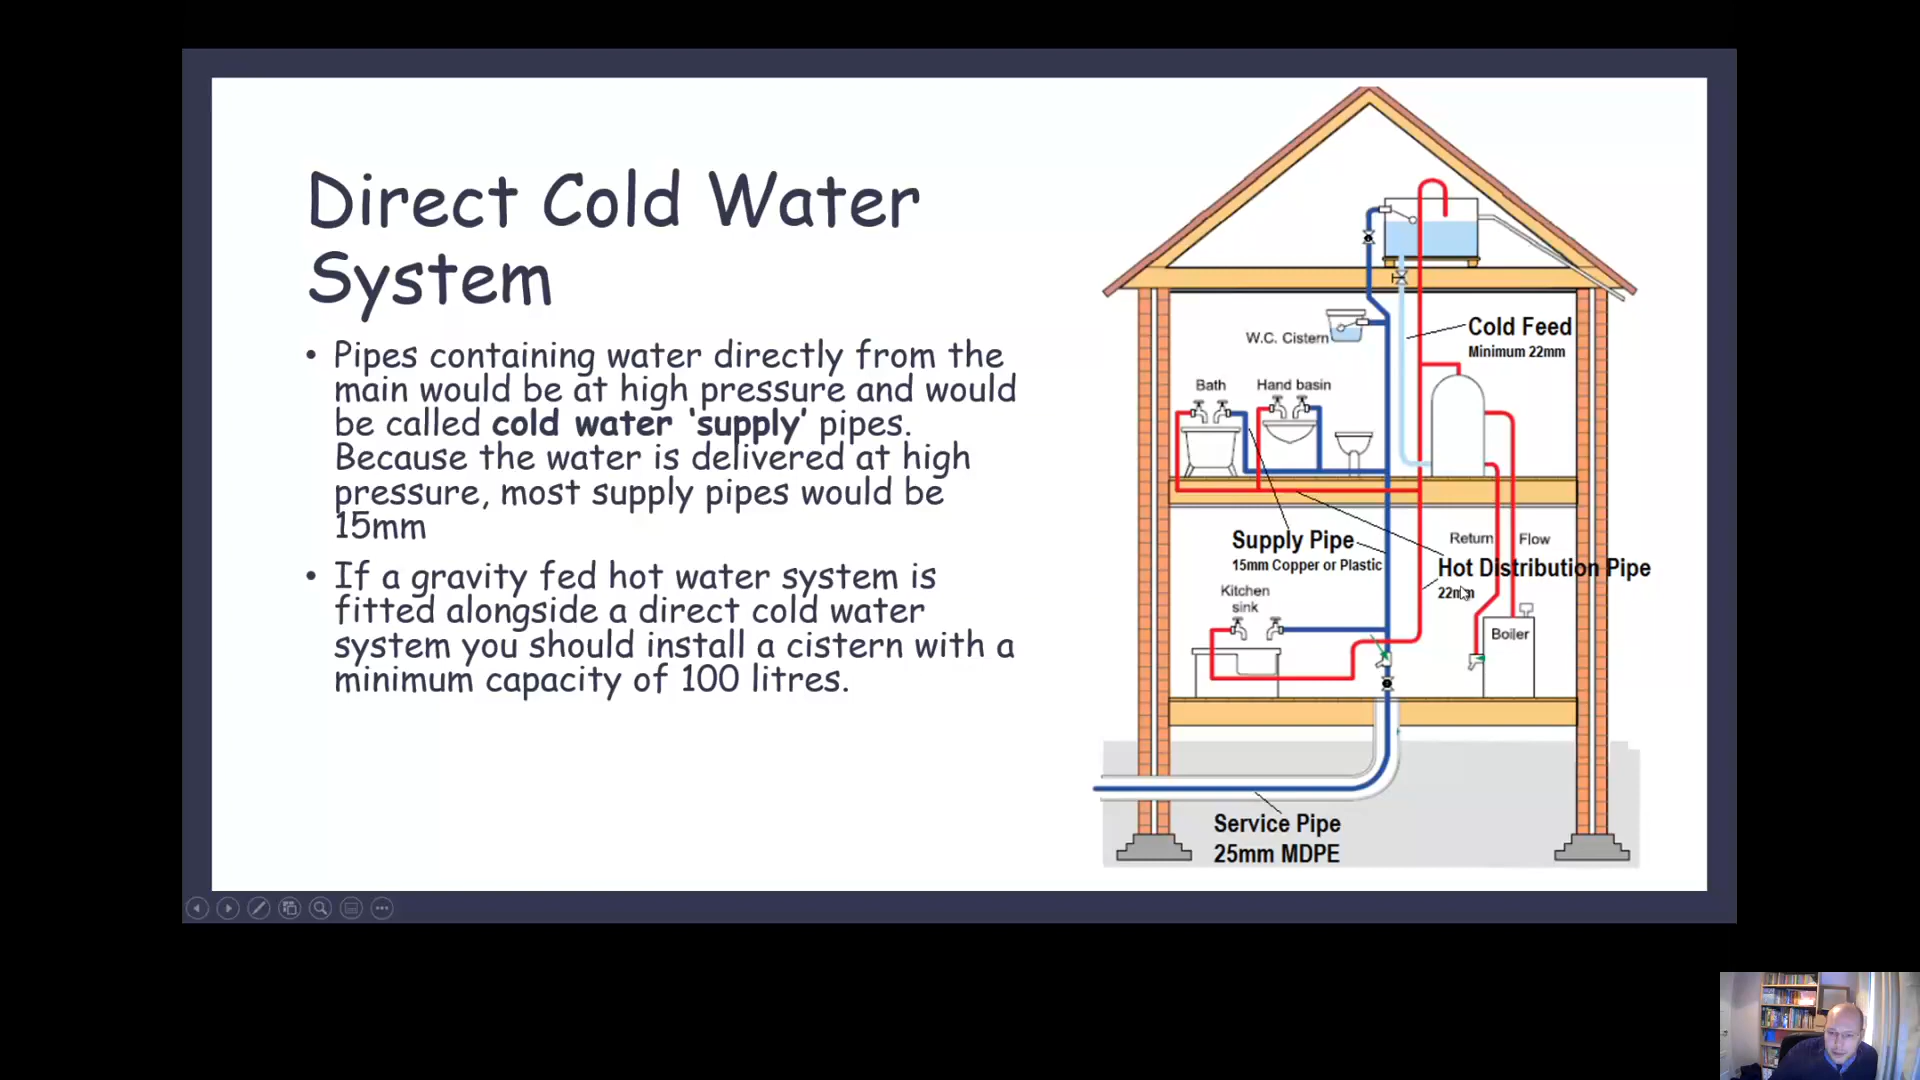 Direct Cold Water
System
• Pipes containing water directly from the
main would be at high pressure and would
be called cold water ‘supply’ pipes.
Because the water is delivered at high
pressure, most supply pipes would be
15mm
• If a gravity fed hot water system is
fitted alongside a direct cold water
system you should install a cistern with a
minimum capacity of 100 litres.
Cold Feed
Minimum 22mm
W.C. Cistern
Bath
Hand basin
Supply Pipe
15mm Copper or Plastic
Return
Flow
Hot Distribution Pipe
22mm
Kitchen
sink
Boiler
Service Pipe
25mm MDPE